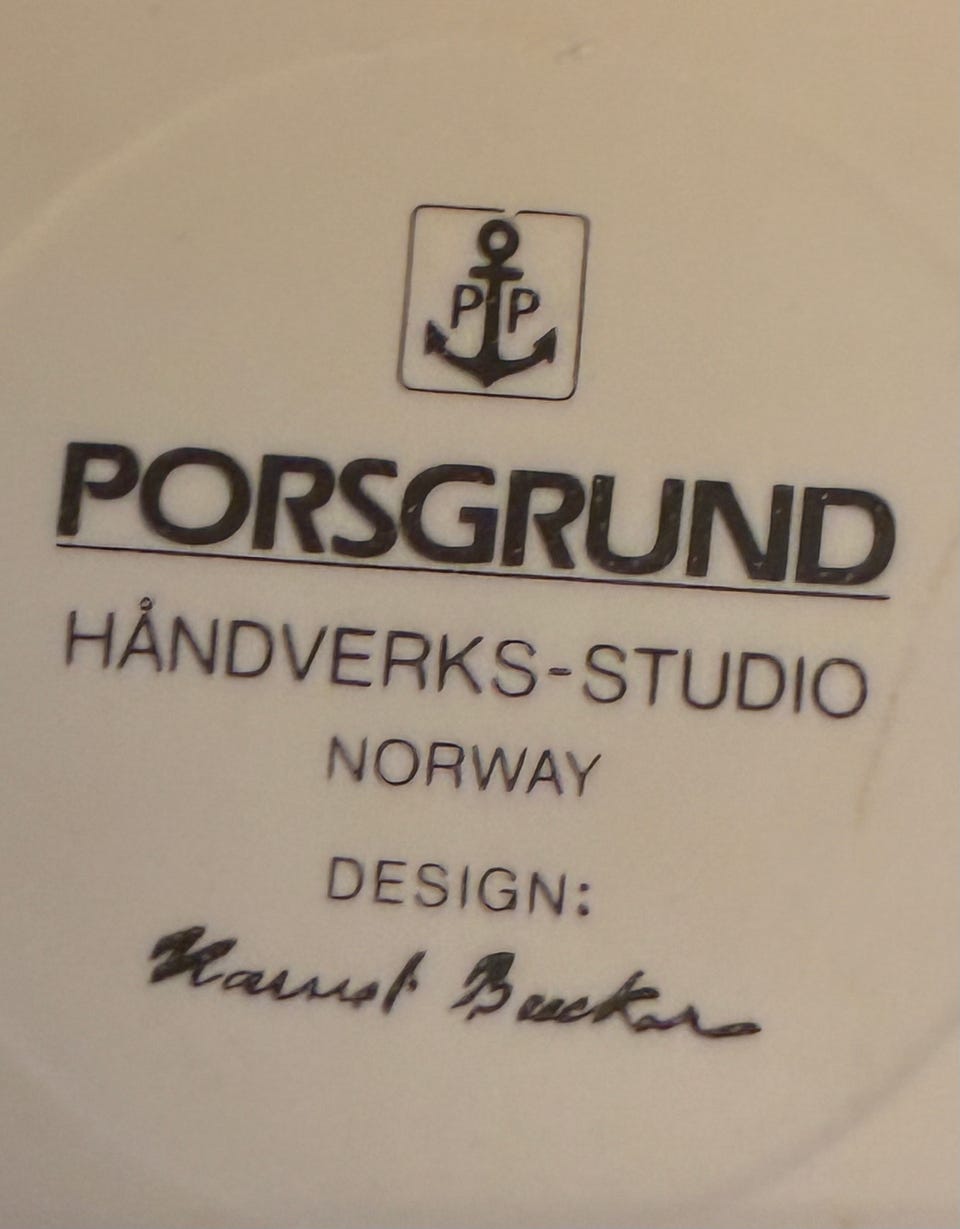 P P
PORSGRUND
HÅNDVERKS-STUDIO
NORWAY
DESIGN: